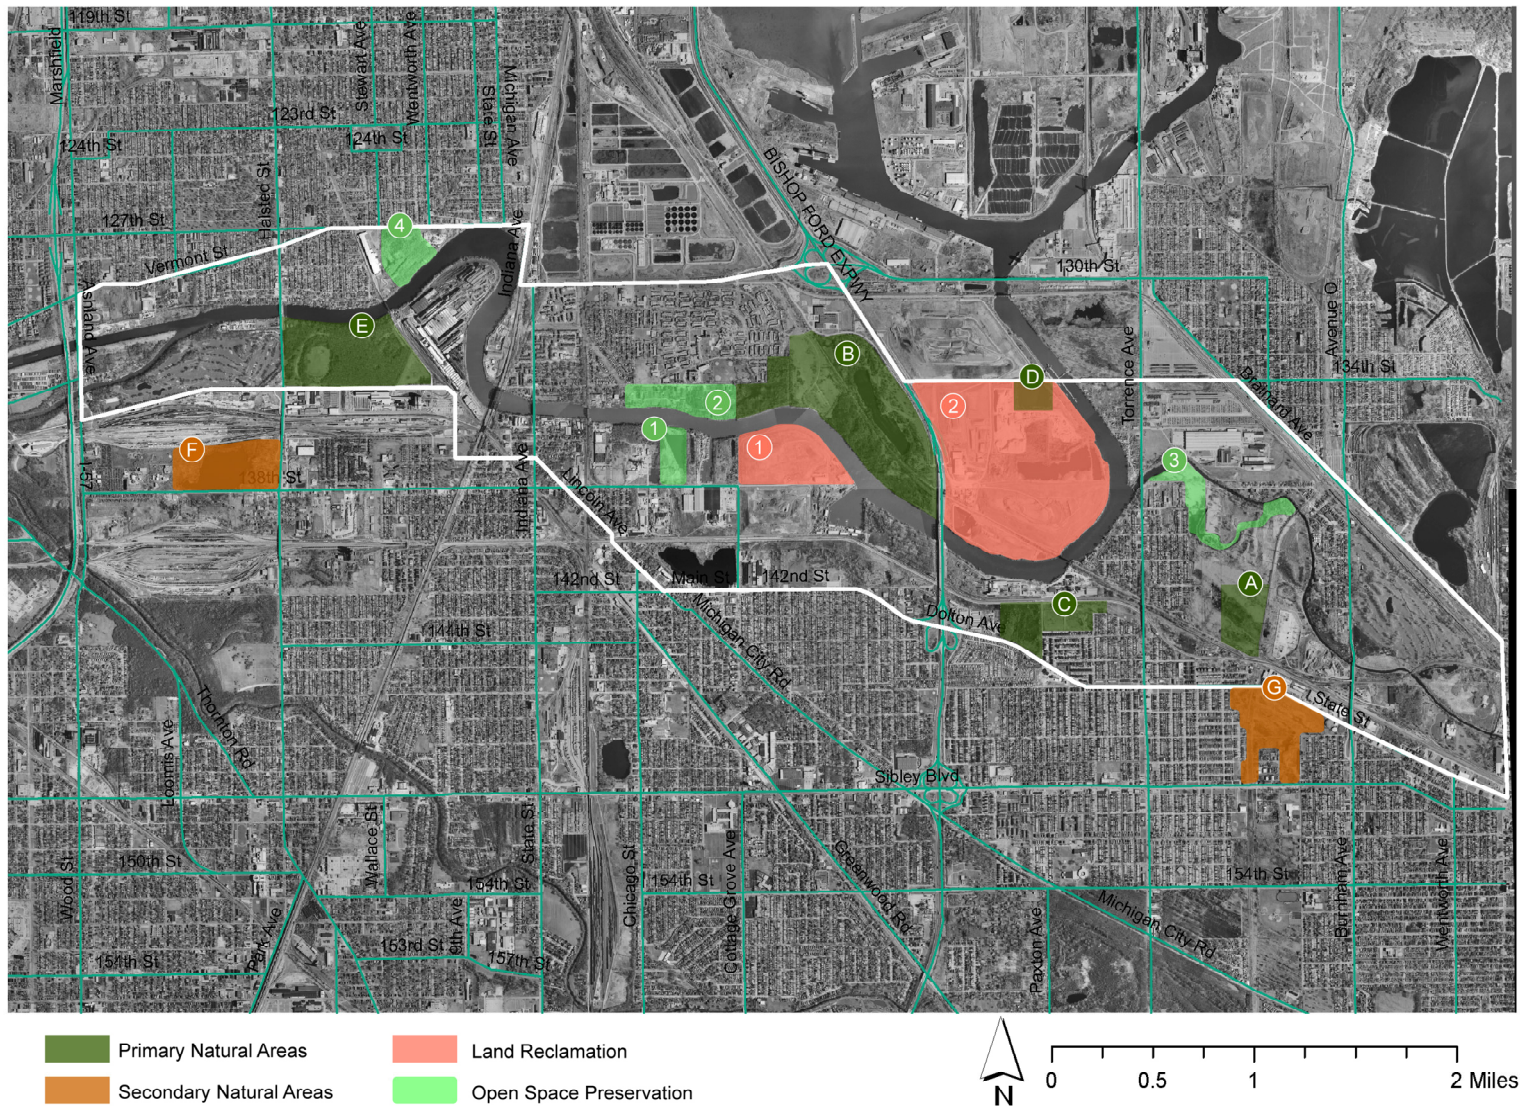 119th St
Marshfield
Stewart Ave
Wentworth Ave
State St
Michigan Ave
123rd St
124th St
124th St
Halsted St
127th St
Vermont St
Indiana Ave
BISHOP FORD EXPWY
130th St
4
E
Ashland Ave
B
D
Torrence Ave
Avenue O
134th St
Brainard Ave
2
2
1
1
3
F
138th St
I-57
Indiana Ave
Lincoln Ave
142nd St
Main St
142nd St
A
C
Dolton Ave
144th St
Michigan City Rd
G
State St
Thornton Rd
Loomis Ave
Sibley Blvd
150th St
Wood St
Wallace St
State St
154th St
Chicago St
154th St
Cottage Grove Ave
Greenwood Rd
154th St
Burnham Ave
Wentworth Ave
Michigan City Rd
Paxton Ave
Park Ave
153rd St
6th Ave
157th St
154th St
Primary Natural Areas
Land Reclamation
Secondary Natural Areas
Open Space Preservation
N
0 0.5 1 2 Miles